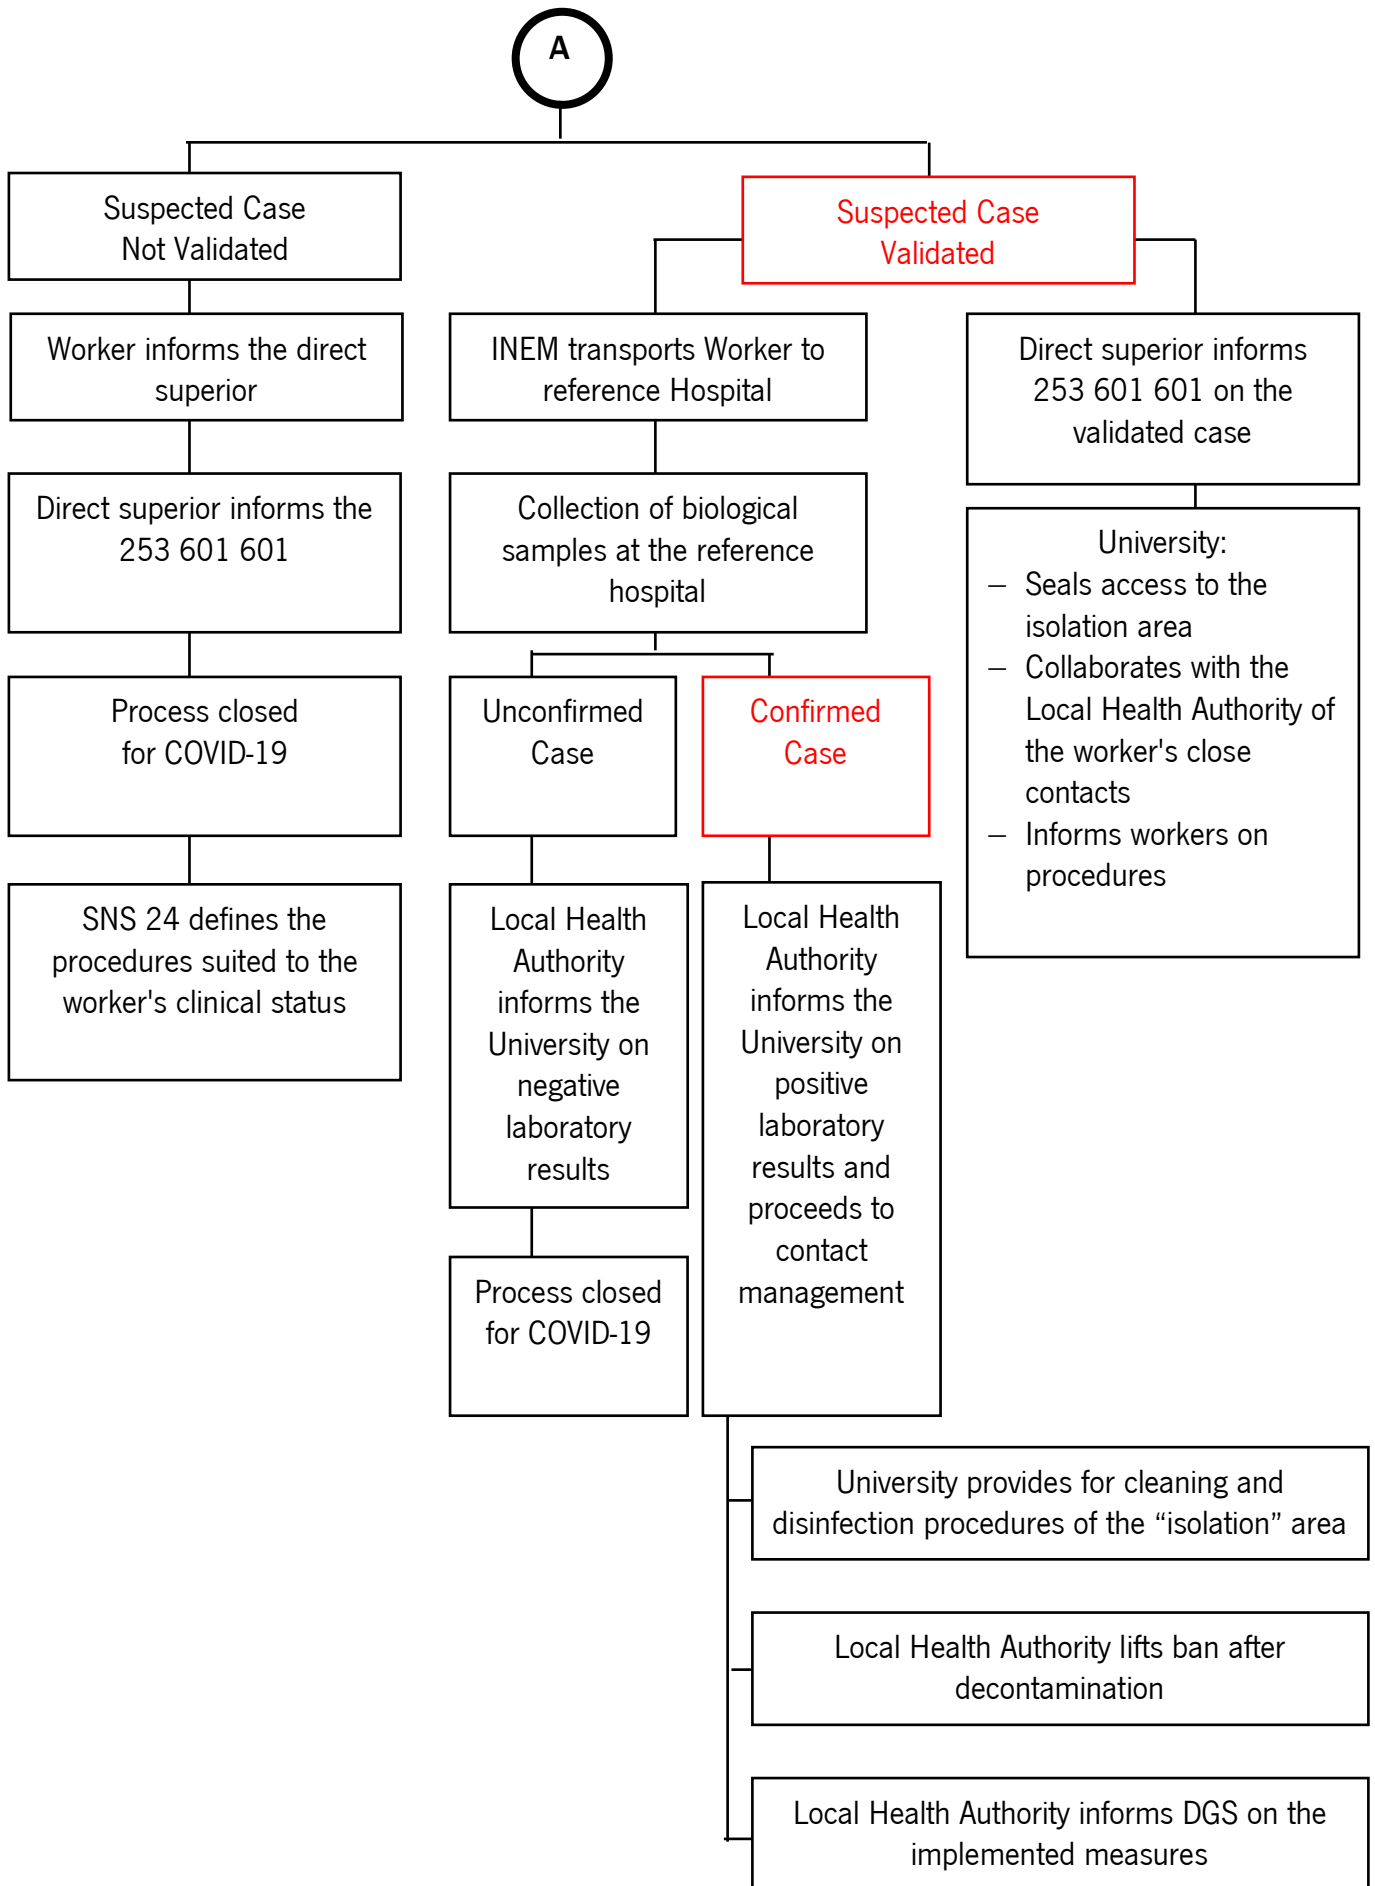 A
Suspected Case
Not Validated
Suspected Case
Validated
Worker informs the direct
superior
INEM transports Worker to
reference Hospital
Direct superior informs
253 601 601 on the
validated case
Direct superior informs the
253 601 601
Collection of biological
samples at the reference
hospital
University:
– Seals access to the
isolation area
– Collaborates with the
Local Health Authority of
the worker's close
contacts
– Informs workers on
procedures
Process closed
for COVID-19
Unconfirmed
Case
Confirmed
Case
SNS 24 defines the
procedures suited to the
worker's clinical status
Local Health
Authority
informs the
University on
negative
laboratory
results
Local Health
Authority
informs the
University on
positive
laboratory
results and
proceeds to
contact
management
Process closed
for COVID-19
University provides for cleaning and
disinfection procedures of the “isolation” area
Local Health Authority lifts ban after
decontamination
Local Health Authority informs DGS on the
implemented measures